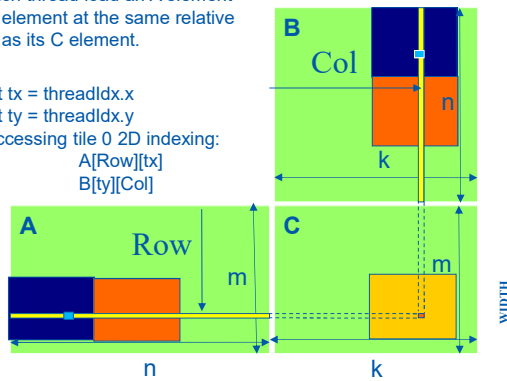 element
element at the same relative
as its C element.
tx = threadIdx.x
ty = threadIdx.y
ccessing tile 0 2D indexing:
A[Row][tx]
B[ty][Col]
B
Col
n
k
A
Row
m
n
C
m
k
WIDTH